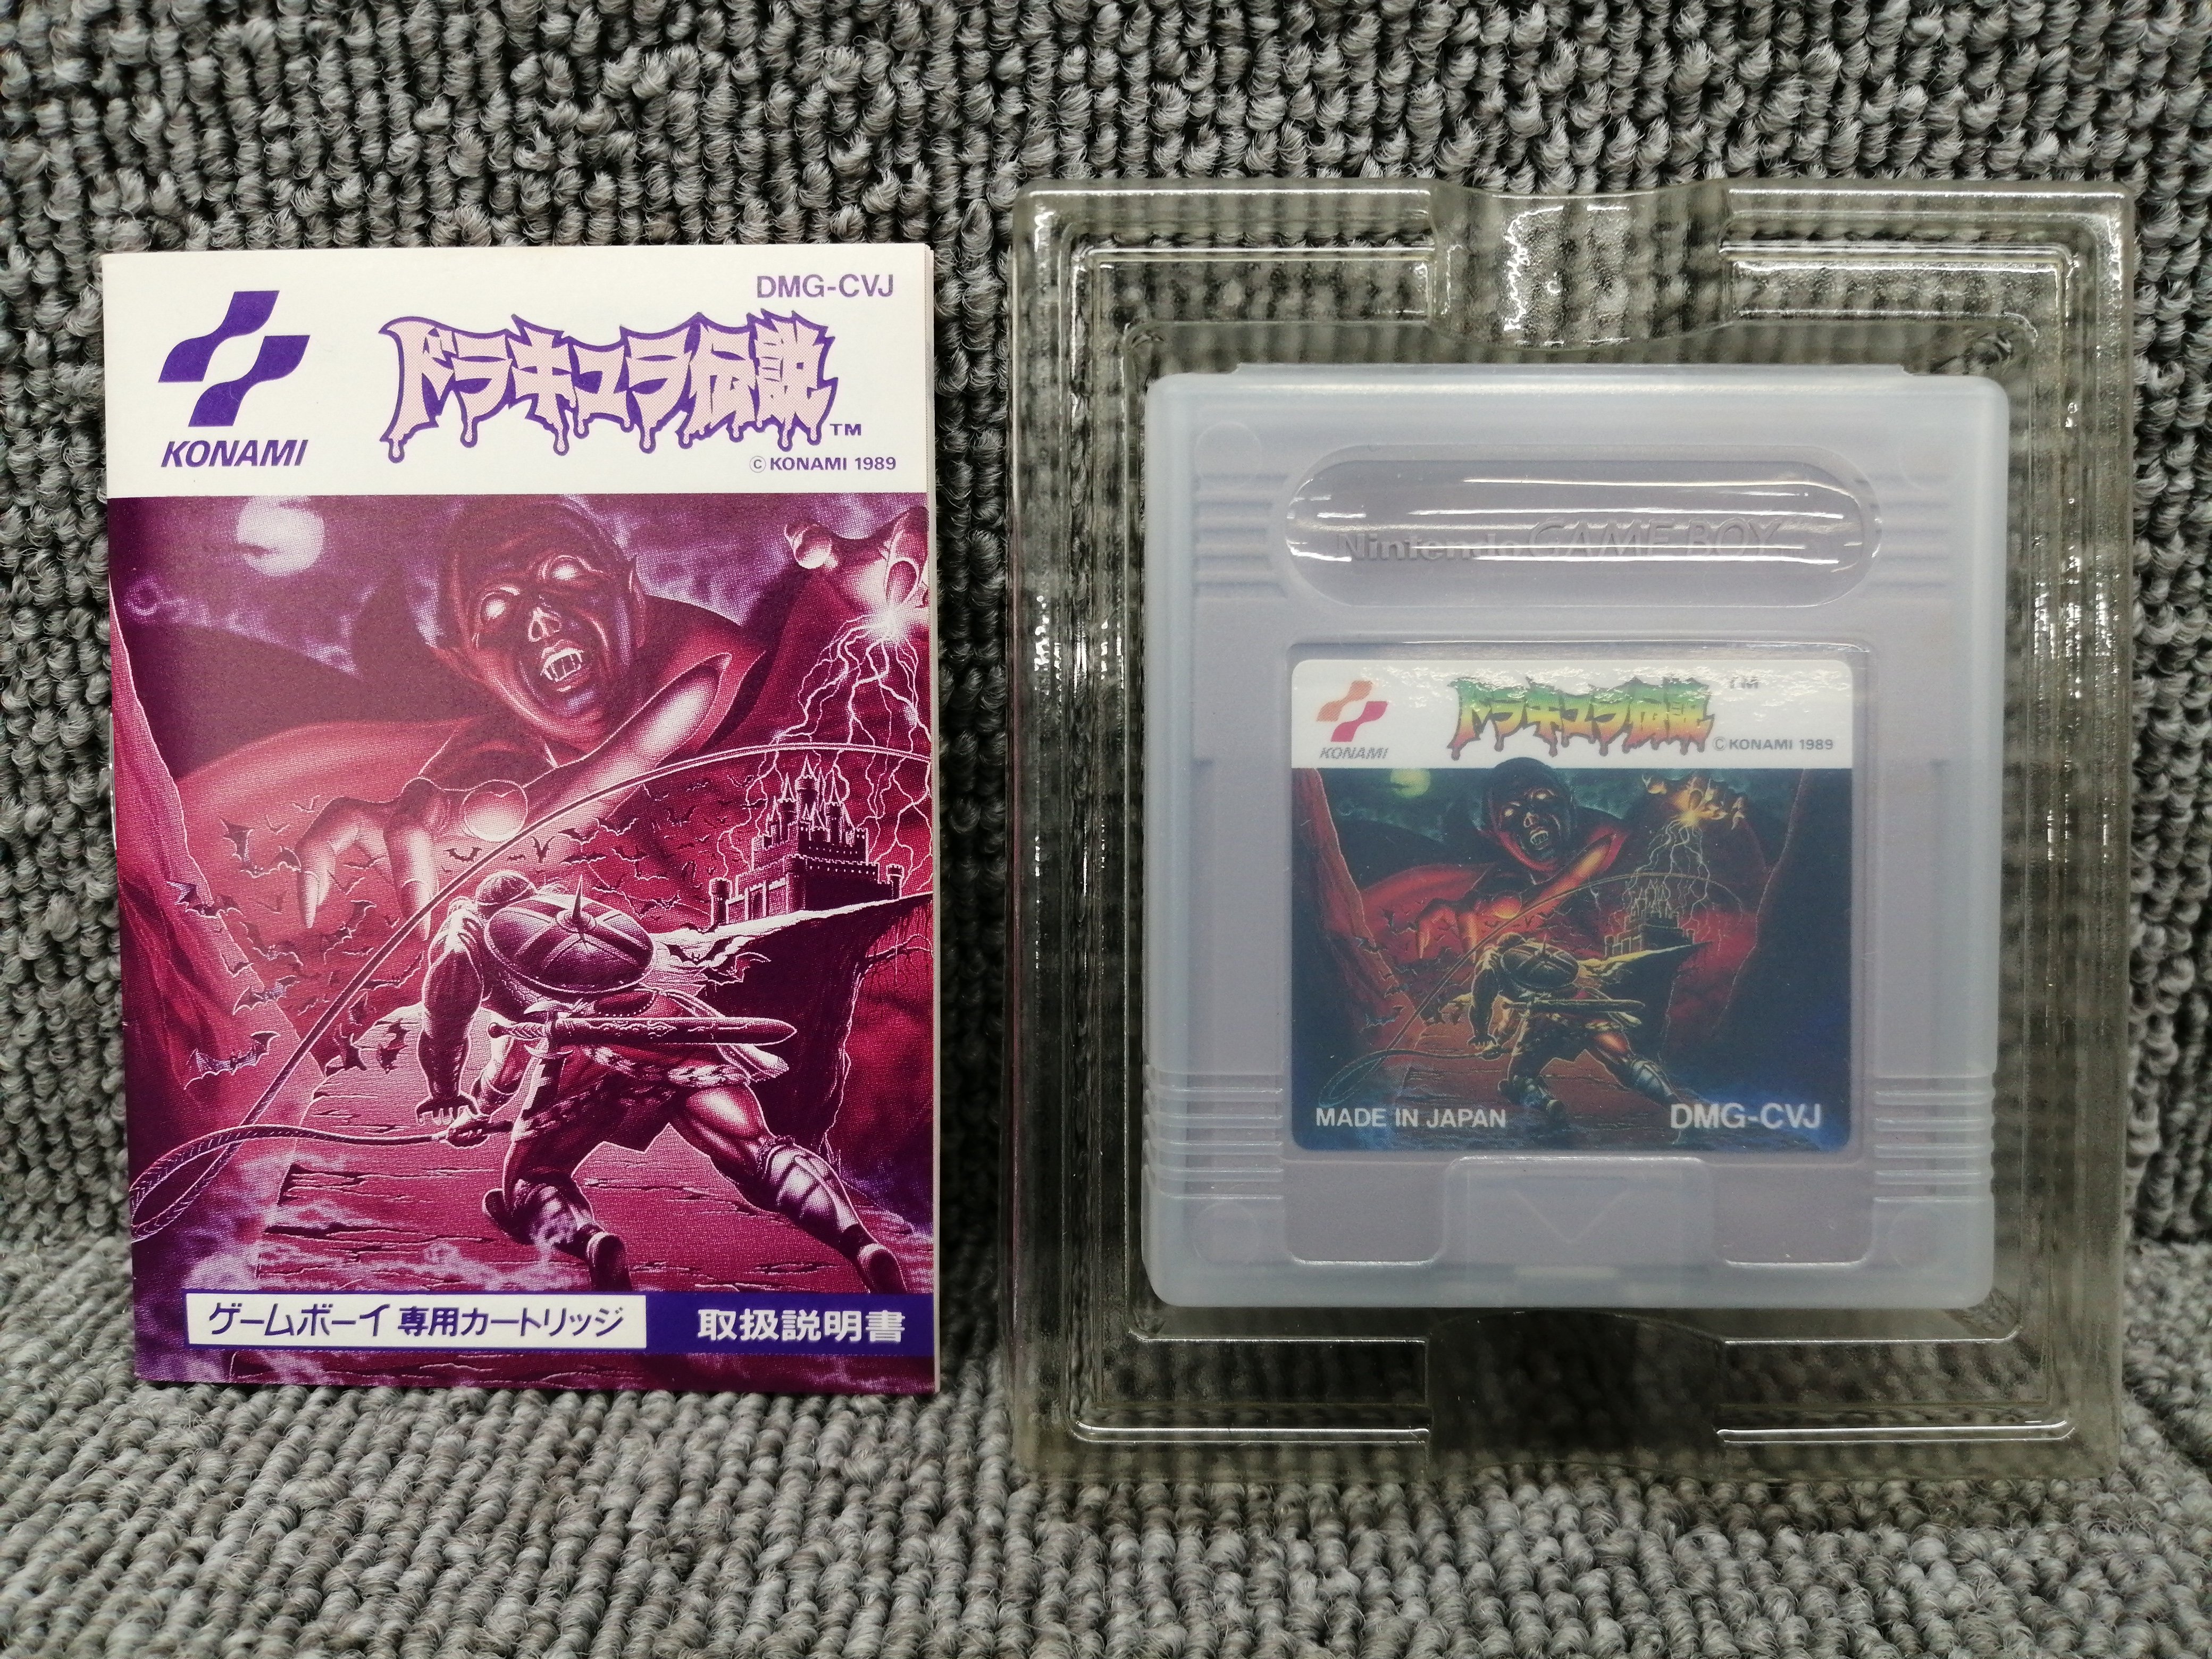 DMG-CVJ
ドラキュラ伝説
TM
KONAMI
© KONAMI 1989
ゲームボーイ専用カートリッジ
取扱説明書
Nintendo GAME BOY
TM
ドラキュラ伝説
KONAMI
© KONAMI 1989
MADE IN JAPAN
DMG-CVJ